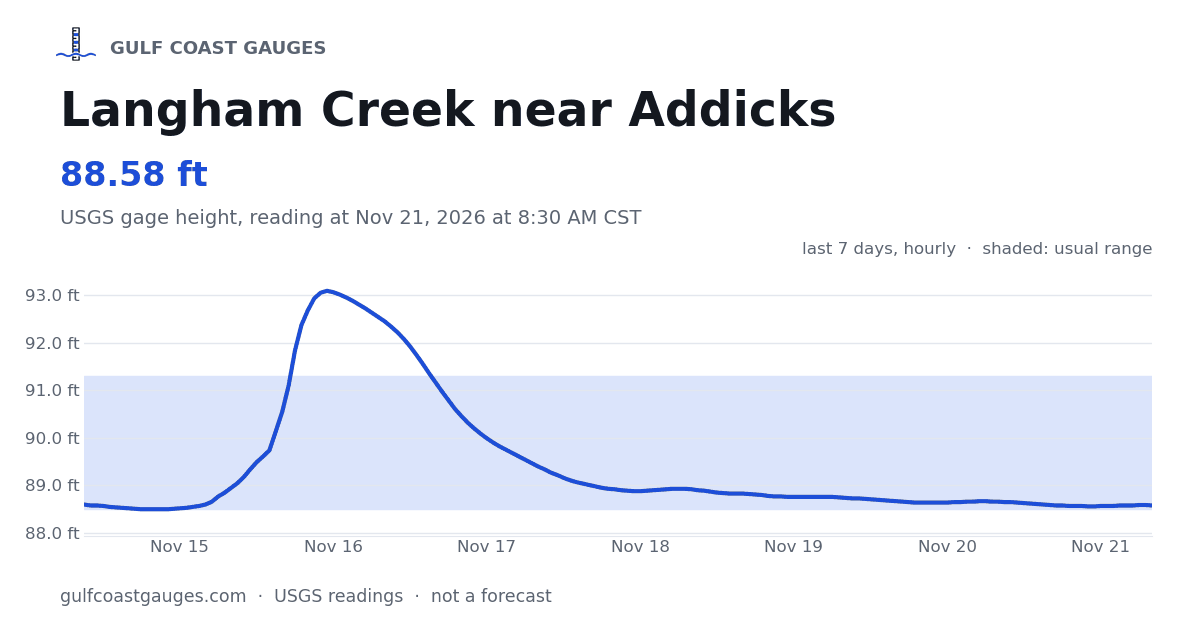 GULF COAST GAUGES
Langham Creek near Addicks
88.58 ft
USGS gage height, reading at Nov 21, 2026 at 8:30 AM CST
last 7 days, hourly · shaded: usual range
93.0 ft
92.0 ft
91.0 ft
90.0 ft
89.0 ft
88.0 ft
Nov 15 Nov 16 Nov 17 Nov 18 Nov 19 Nov 20 Nov 21
gulfcoastgauges.com · USGS readings · not a forecast